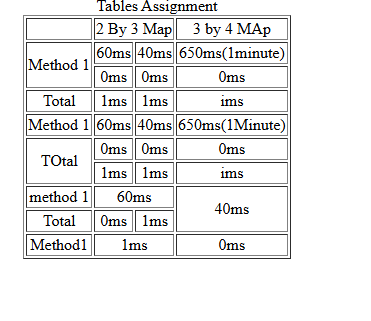 Tables Assignment
2 By 3 Map 3 by 4 MAp
Method 1 60ms 40ms 650ms(1minute)
0ms 0ms 0ms
Total 1ms 1ms ims
Method 1 60ms 40ms 650ms(1Minute)
TOtal 0ms 0ms 0ms
1ms 1ms ims
method 1 60ms 40ms
Total 0ms 1ms
Method1 1ms 0ms